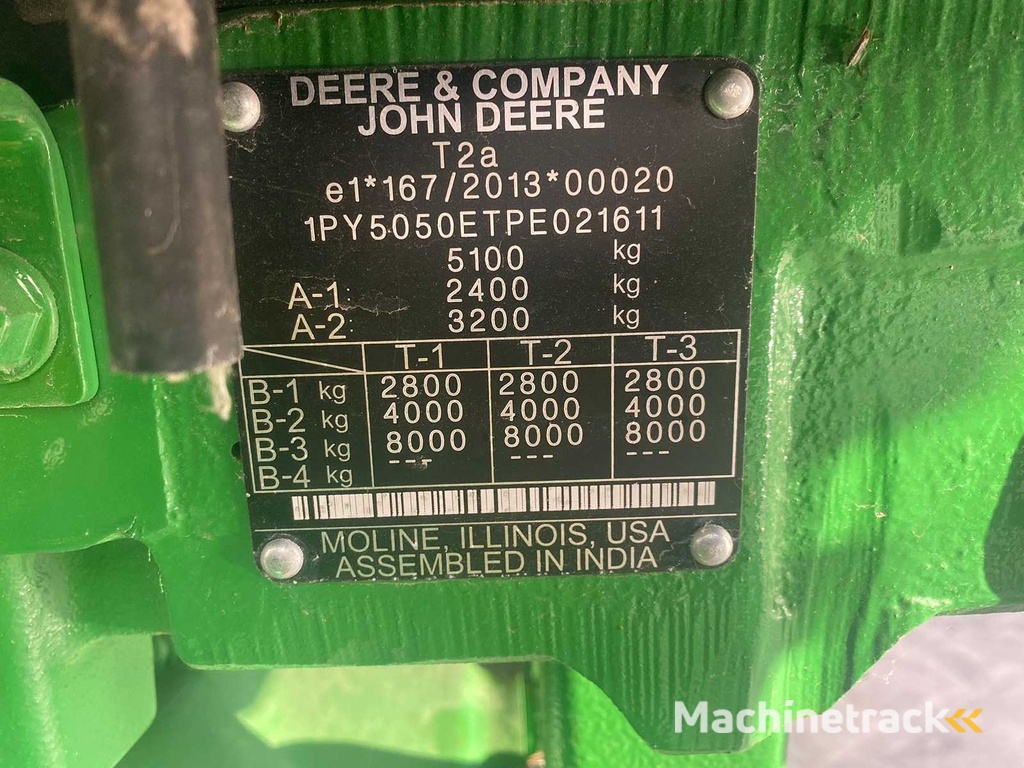 DEERE & COMPANY
JOHN DEERE
T2a
e1*167/2013*00020
1PY5050ETPE021611
5100 kg
A-1: 2400 kg
A-2: 3200 kg
T-1 T-2 T-3
B-1 kg 2800 2800 2800
B-2 kg 4000 4000 4000
B-3 kg 8000 8000 8000
B-4 kg --- --- ---
MOLINE, ILLINOIS, USA
ASSEMBLED IN INDIA
Machinetrack